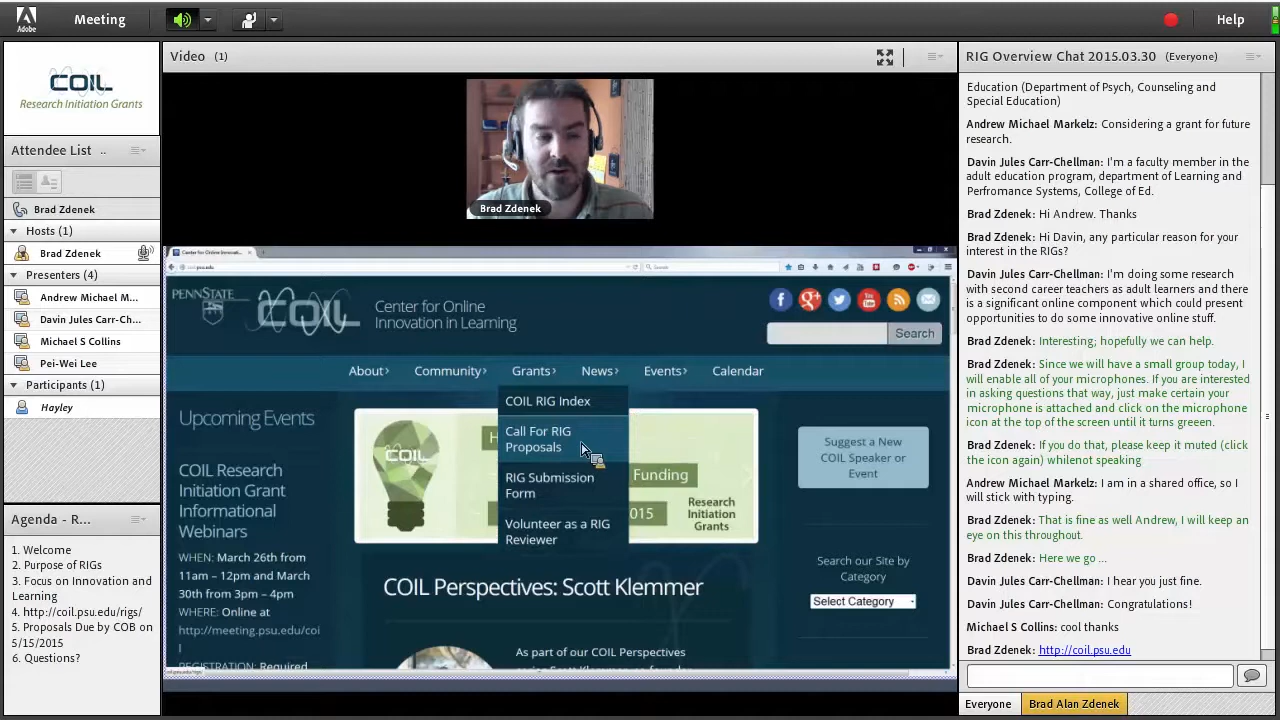 Adobe
Meeting
Help
COIL
Research Initiation Grants
Attendee List ..
Brad Zdenek
Hosts (1)
Brad Zdenek
Presenters (4)
Andrew Michael M...
Davin Jules Carr-Ch...
Michael S Collins
Pei-Wei Lee
Participants (1)
Hayley
Agenda - R...
1. Welcome
2. Purpose of RIGs
3. Focus on Innovation and
Learning
4. http://coil.psu.edu/rigs/
5. Proposals Due by COB on
5/15/2015
6. Questions?
Video (1)
Brad Zdenek
Center for Online Innovati...
coil.psu.edu
Search
PENNSTATE
COIL
Center for Online
Innovation in Learning
Search
About
Community
Grants
News
Events
Calendar
COIL RIG Index
Call For RIG
Proposals
RIG Submission
Form
Volunteer as a RIG
Reviewer
Upcoming Events
COIL Research
Initiation Grant
Informational
Webinars
WHEN: March 26th from
11am – 12pm and March
30th from 3pm – 4pm
WHERE: Online at
http://meeting.psu.edu/coi
l
REGISTRATION: Required
COIL
H
Funding
015
Research
Initiation
Grants
COIL Perspectives: Scott Klemmer
As part of our COIL Perspectives
Suggest a New
COIL Speaker or
Event
Search our Site by
Category
Select Category
RIG Overview Chat 2015.03.30 (Everyone)
Education (Department of Psych, Counseling and
Special Education)
Andrew Michael Markelz: Considering a grant for future
research.
Davin Jules Carr-Chellman: I'm a faculty member in the
adult education program, department of Learning and
Perfromance Systems, College of Ed.
Brad Zdenek: Hi Andrew. Thanks
Brad Zdenek: Hi Davin, any particular reason for your
interest in the RIGs?
Davin Jules Carr-Chellman: I'm doing some research
with second career teachers as adult learners and there
is a significant online element which could present
opportunities to do some innovative online stuff.
Brad Zdenek: Interesting; hopefully we can help.
Brad Zdenek: Since we will have a small group today, I
will enable all of your microphones. If you are interested
in asking questions that way, just make certain your
microphone is attached and click on the microphone
icon at the top of the screen until it turns greeen.
Brad Zdenek: If you do that, please keep it muted (click
the icon again) whilenot speaking
Andrew Michael Markelz: I am in a shared office, so I
will stick with typing.
Brad Zdenek: That is fine as well Andrew, I will keep an
eye on this throughout.
Brad Zdenek: Here we go ...
Davin Jules Carr-Chellman: I hear you just fine.
Davin Jules Carr-Chellman: Congratulations!
Michael S Collins: cool thanks
Brad Zdenek: http://coil.psu.edu
Everyone
Brad Alan Zdenek